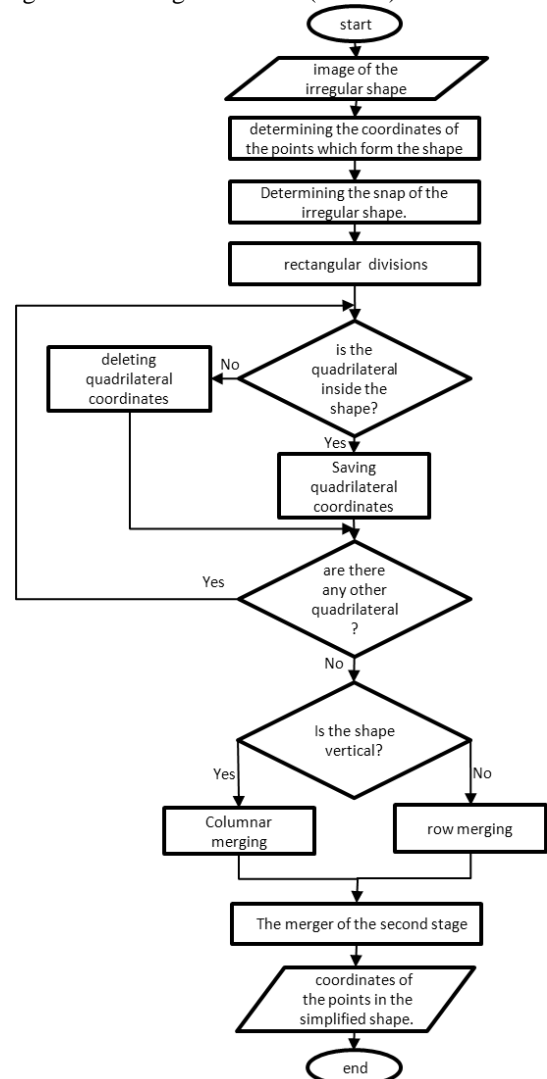 start
image of the
irregular shape
determining the coordinates of
the points which form the shape
Determining the snap of the
irregular shape.
rectangular divisions
is the
quadrilateral
inside the
shape?
No
deleting
quadrilateral
coordinates
Yes
Saving
quadrilateral
coordinates
are there
any other
quadrilateral
?
Yes
No
Is the shape
vertical?
Yes
No
Columnar
merging
row merging
The merger of the second stage
coordinates of
the points in the
simplified shape.
end